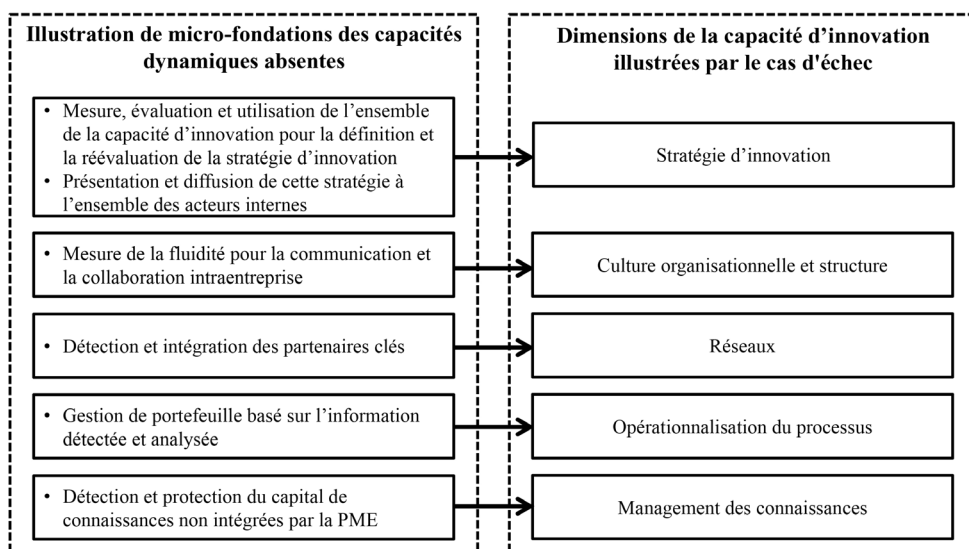 Illustration de micro-fondations des capacités
dynamiques absentes
• Mesure, évaluation et utilisation de l’ensemble
de la capacité d’innovation pour la définition et
la réévaluation de la stratégie d’innovation
• Présentation et diffusion de cette stratégie à
l’ensemble des acteurs internes
• Mesure de la fluidité pour la communication et
la collaboration intraentreprise
• Détection et intégration des partenaires clés
• Gestion de portefeuille basé sur l’information
détectée et analysée
• Détection et protection du capital de
connaissances non intégrées par la PME
Dimensions de la capacité d’innovation
illustrées par le cas d'échec
Stratégie d’innovation
Culture organisationnelle et structure
Réseaux
Opérationnalisation du processus
Management des connaissances